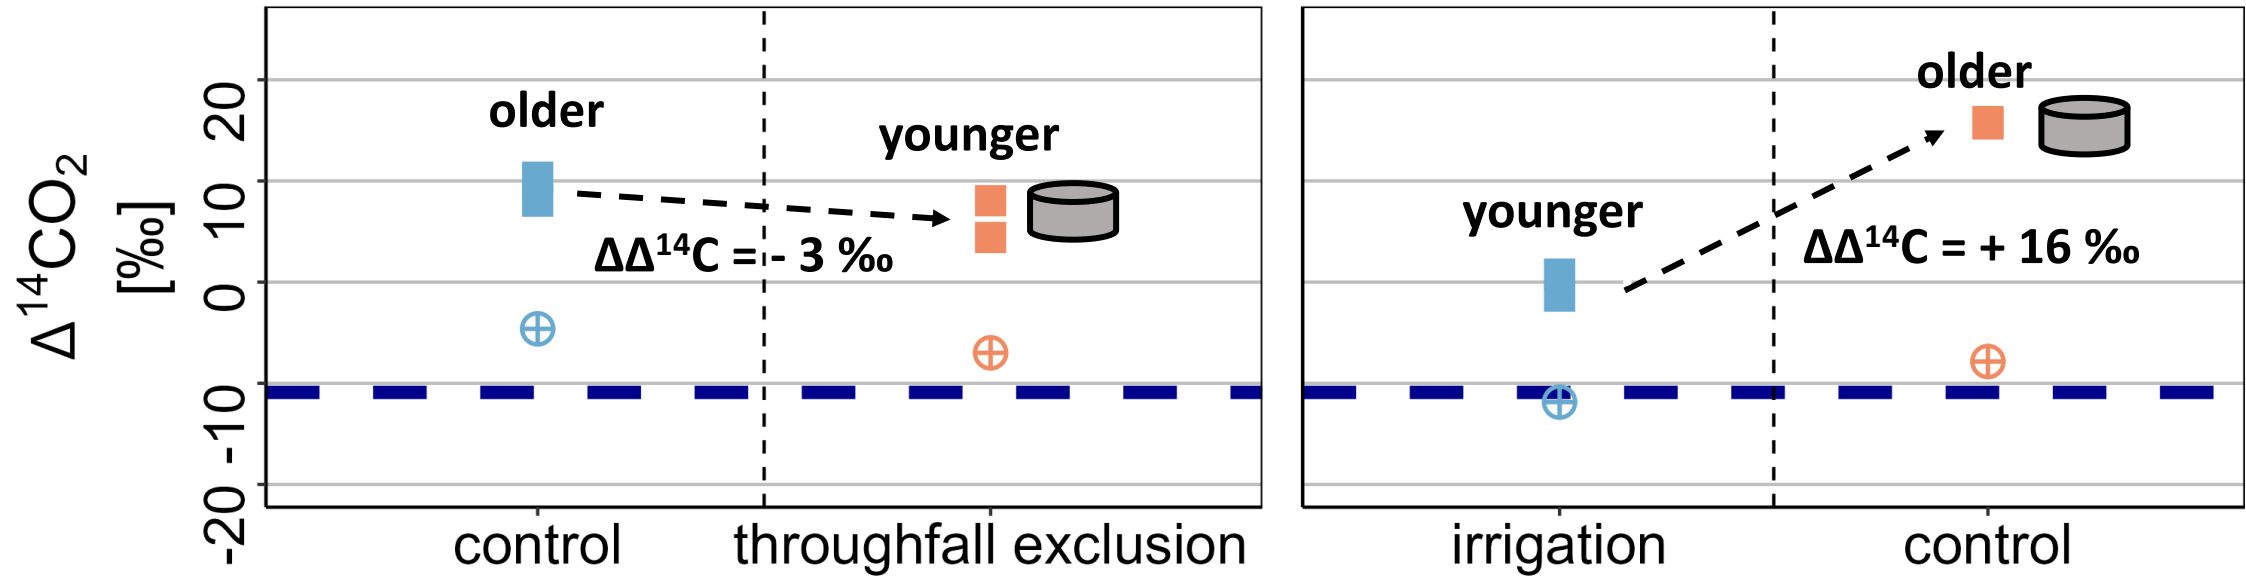 Δ¹⁴CO₂
[‰]
20
10
0
-10
-20
older
younger
ΔΔ¹⁴C = - 3 ‰
control
throughfall exclusion
older
younger
ΔΔ¹⁴C = + 16 ‰
irrigation
control